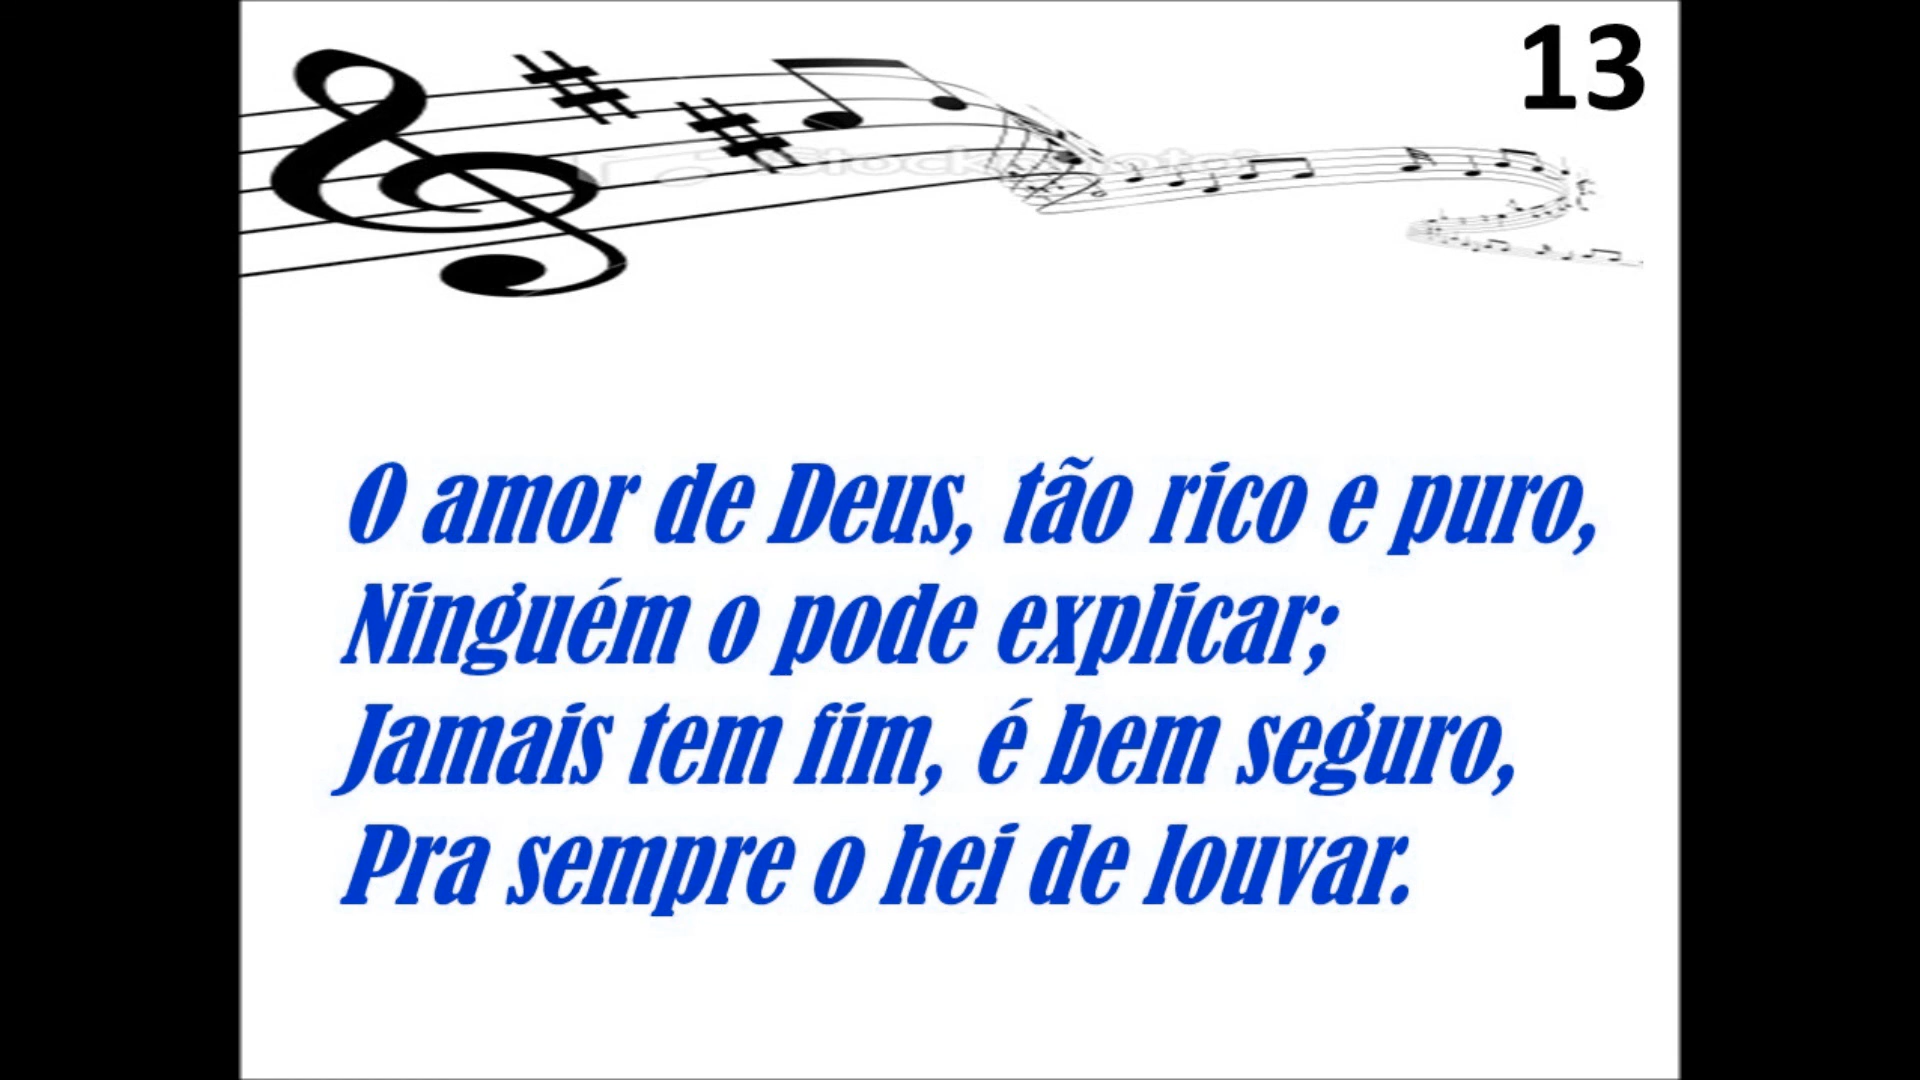 13
O amor de Deus, tão rico e puro,
Ninguém o pode explicar;
Jamais tem fim, é bem seguro,
Pra sempre o hei de louvar.